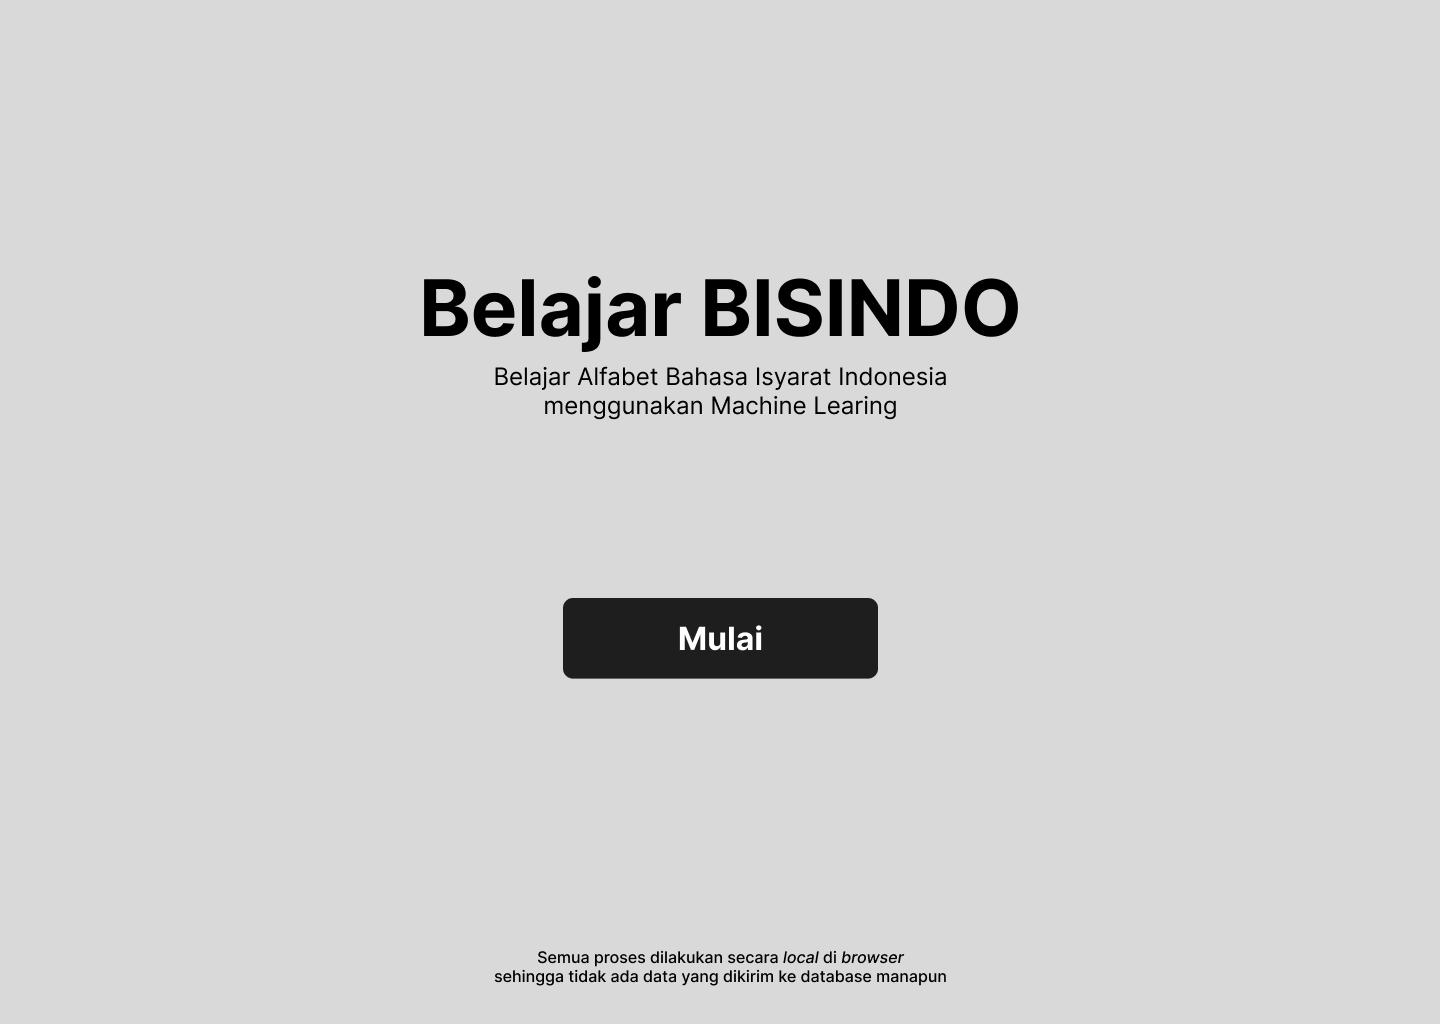 Belajar BISINDO
Belajar Alfabet Bahasa Isyarat Indonesia
menggunakan Machine Learing
Mulai
Semua proses dilakukan secara local di browser
sehingga tidak ada data yang dikirim ke database manapun